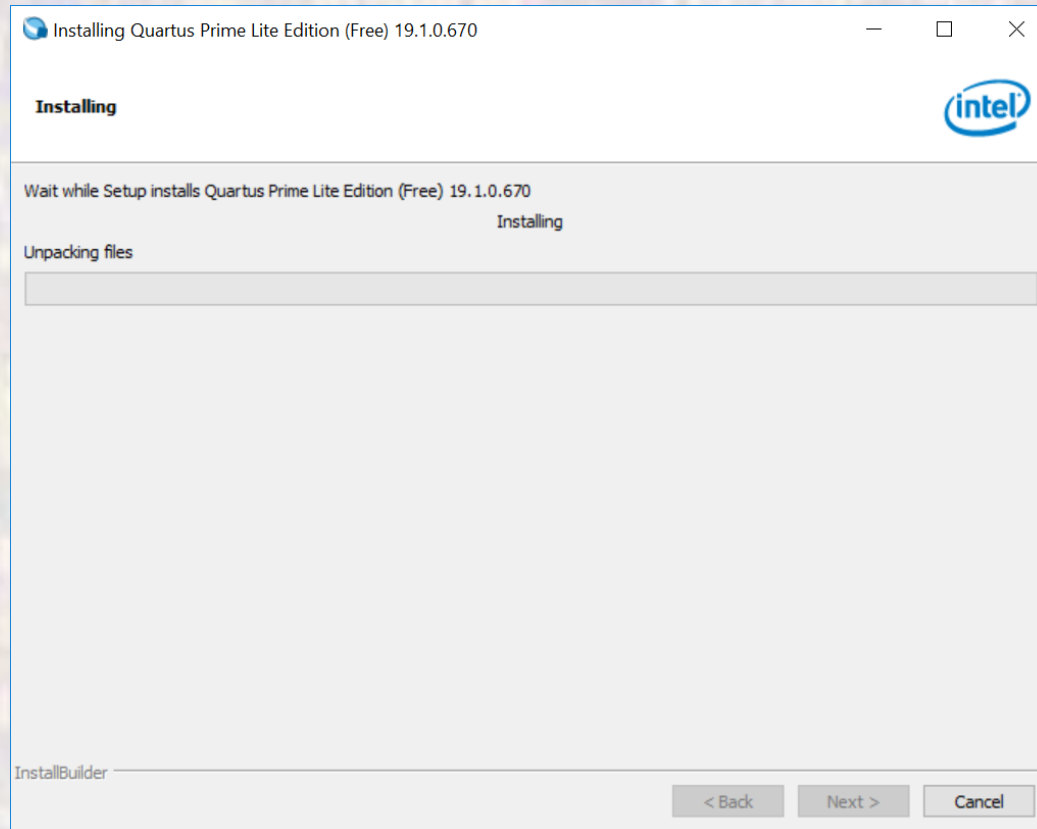 Installing Quartus Prime Lite Edition (Free) 19.1.0.670
Installing
intel
Wait while Setup installs Quartus Prime Lite Edition (Free) 19.1.0.670
Installing
Unpacking files
InstallBuilder
< Back Next > Cancel